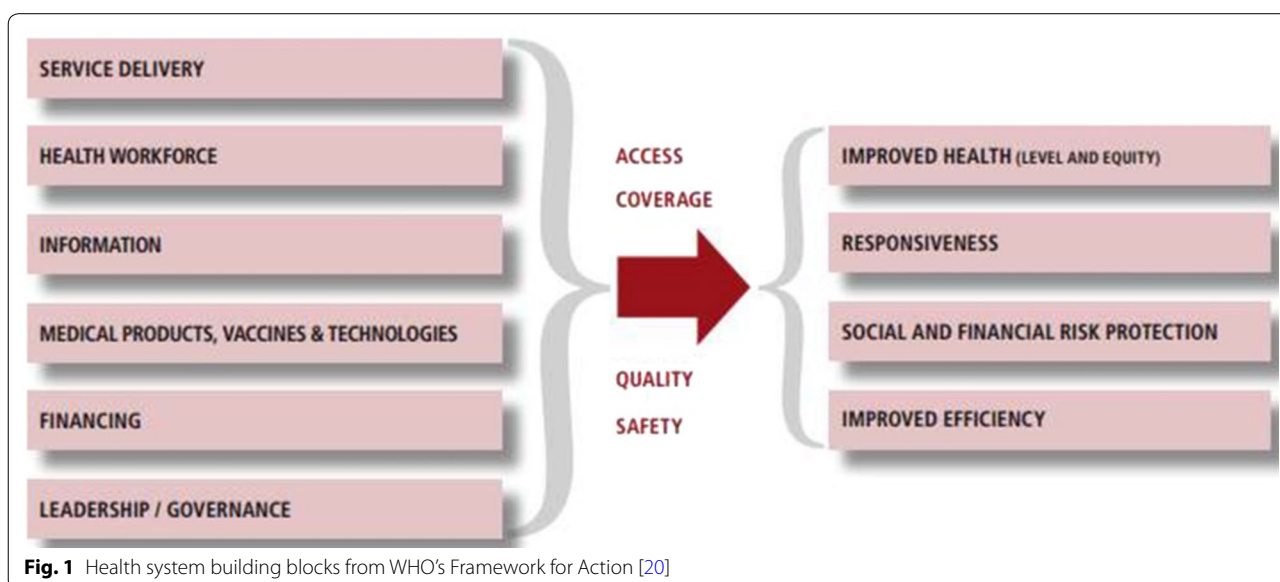 SERVICE DELIVERY
HEALTH WORKFORCE
INFORMATION
MEDICAL PRODUCTS, VACCINES & TECHNOLOGIES
FINANCING
LEADERSHIP / GOVERNANCE
ACCESS
COVERAGE
QUALITY
SAFETY
IMPROVED HEALTH (LEVEL AND EQUITY)
RESPONSIVENESS
SOCIAL AND FINANCIAL RISK PROTECTION
IMPROVED EFFICIENCY
Fig. 1 Health system building blocks from WHO’s Framework for Action [20]